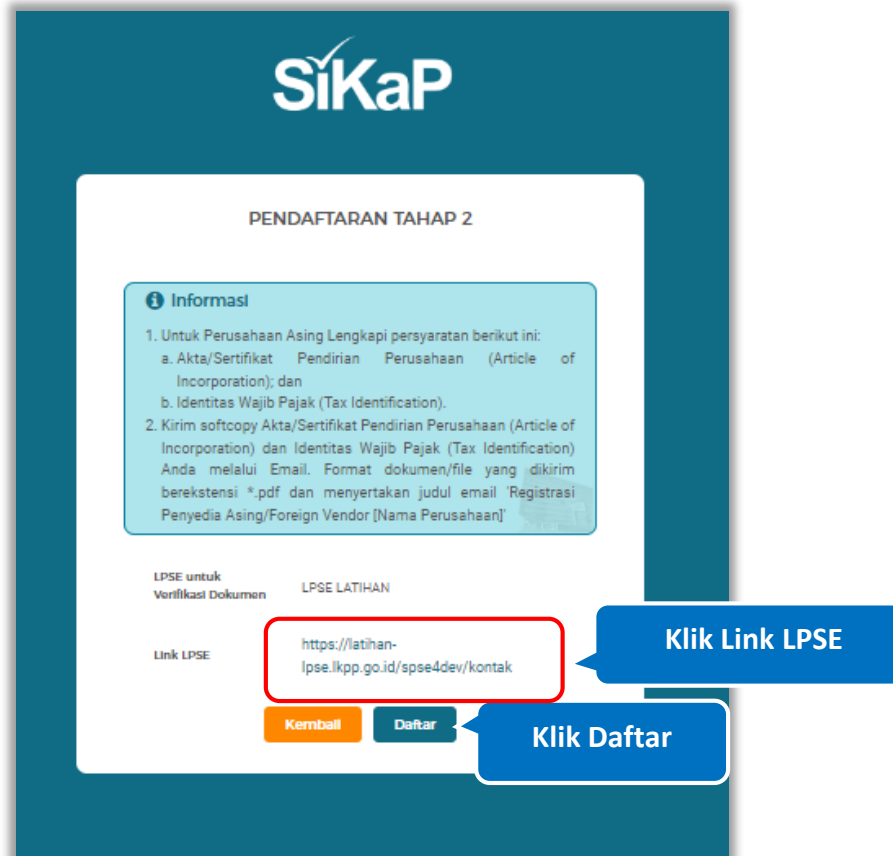 SiKaP
PENDAFTARAN TAHAP 2
Informasi
1. Untuk Perusahaan Asing Lengkapi persyaratan berikut ini:
a. Akta/Sertifikat Pendirian Perusahaan (Article of
Incorporation); dan
b. Identitas Wajib Pajak (Tax Identification).
2. Kirim softcopy Akta/Sertifikat Pendirian Perusahaan (Article of
Incorporation) dan Identitas Wajib Pajak (Tax Identification)
Anda melalui Email. Format dokumen/file yang dikirim
berekstensi *.pdf dan menyertakan judul email 'Registrasi
Penyedia Asing/Foreign Vendor [Nama Perusahaan]'
LPSE untuk
Verifikasi Dokumen
LPSE LATIHAN
Link LPSE
https://latihan-
lpse.lkpp.go.id/spse4dev/kontak
Klik Link LPSE
Kembali
Daftar
Klik Daftar